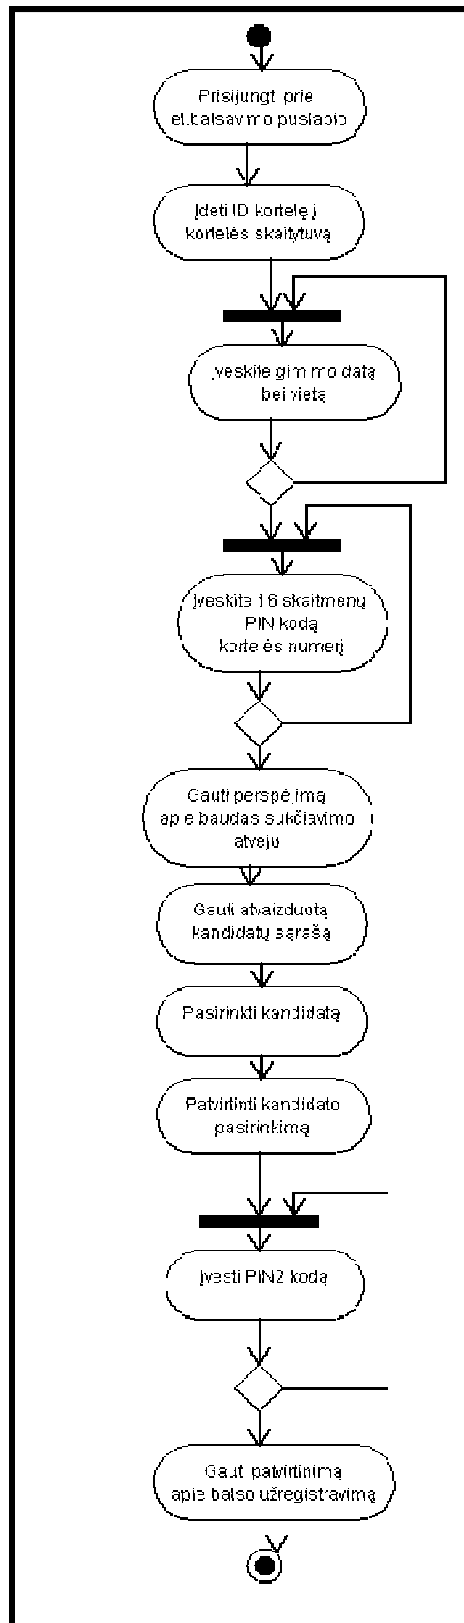 Prisijungti prie
el.balsavimo puslapio
Įdėti ID kortelę į
kortelės skaitytuvą
Įveskite gimimo datą
bei vietą
Įveskite 16 skaitmenų
PIN kodą
kortelės numerį
Gauti perspėjimą
apie baudas sukčiavimo
atveju
Gauti atvaizduotą
kandidatų sąrašą
Pasirinkti kandidatą
Patvirtinti kandidato
pasirinkimą
Įvesti PIN2 kodą
Gauti patvirtinimą
apie balso užregistravimą